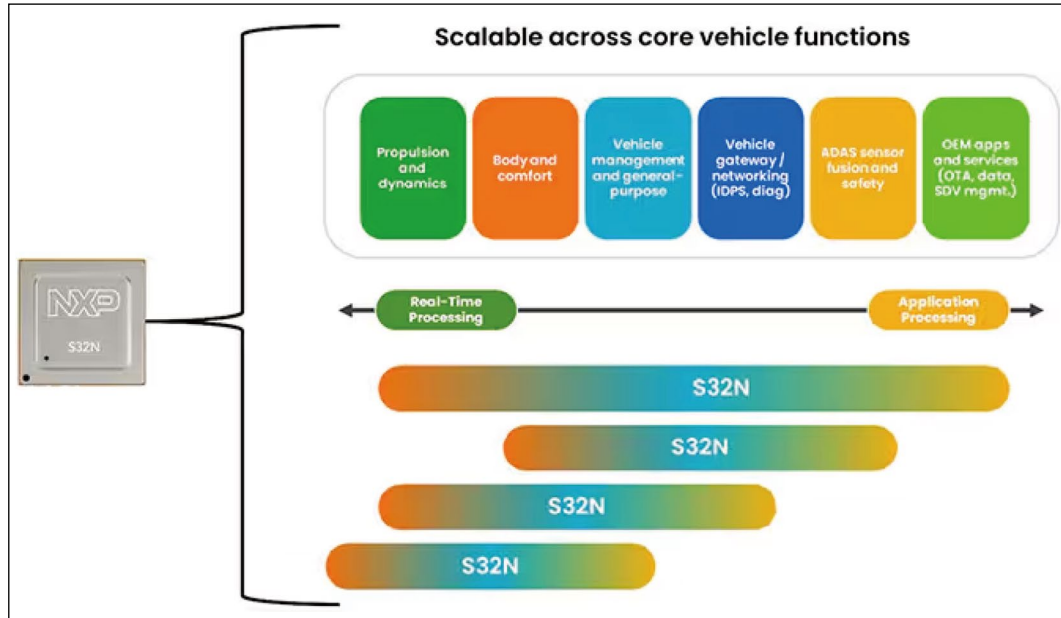 Scalable across core vehicle functions
Propulsion
and
dynamics
Body and
comfort
Vehicle
management
and general-
purpose
Vehicle
gateway /
networking
(IDPS, diag)
ADAS sensor
fusion and
safety
OEM apps
and services
(OTA, data,
SDV mgmt.)
Real-Time
Processing
Application
Processing
NXP
S32N
S32N
S32N
S32N
S32N